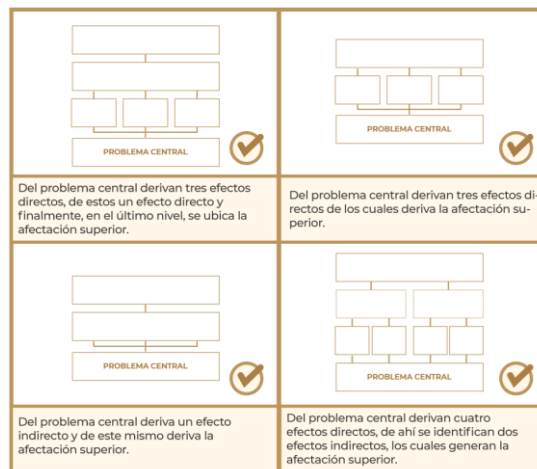 PROBLEMA CENTRAL
Del problema central derivan tres efectos
directos, de estos un efecto directo y
finalmente, en el último nivel, se ubica la
afectación superior.
PROBLEMA CENTRAL
Del problema central derivan tres efectos di-
rectos de los cuales deriva la afectación su-
perior.
PROBLEMA CENTRAL
Del problema central deriva un efecto
indirecto y de este mismo deriva la
afectación superior.
PROBLEMA CENTRAL
Del problema central derivan cuatro
efectos directos, de ahí se identifican dos
efectos indirectos, los cuales generan la
afectación superior.